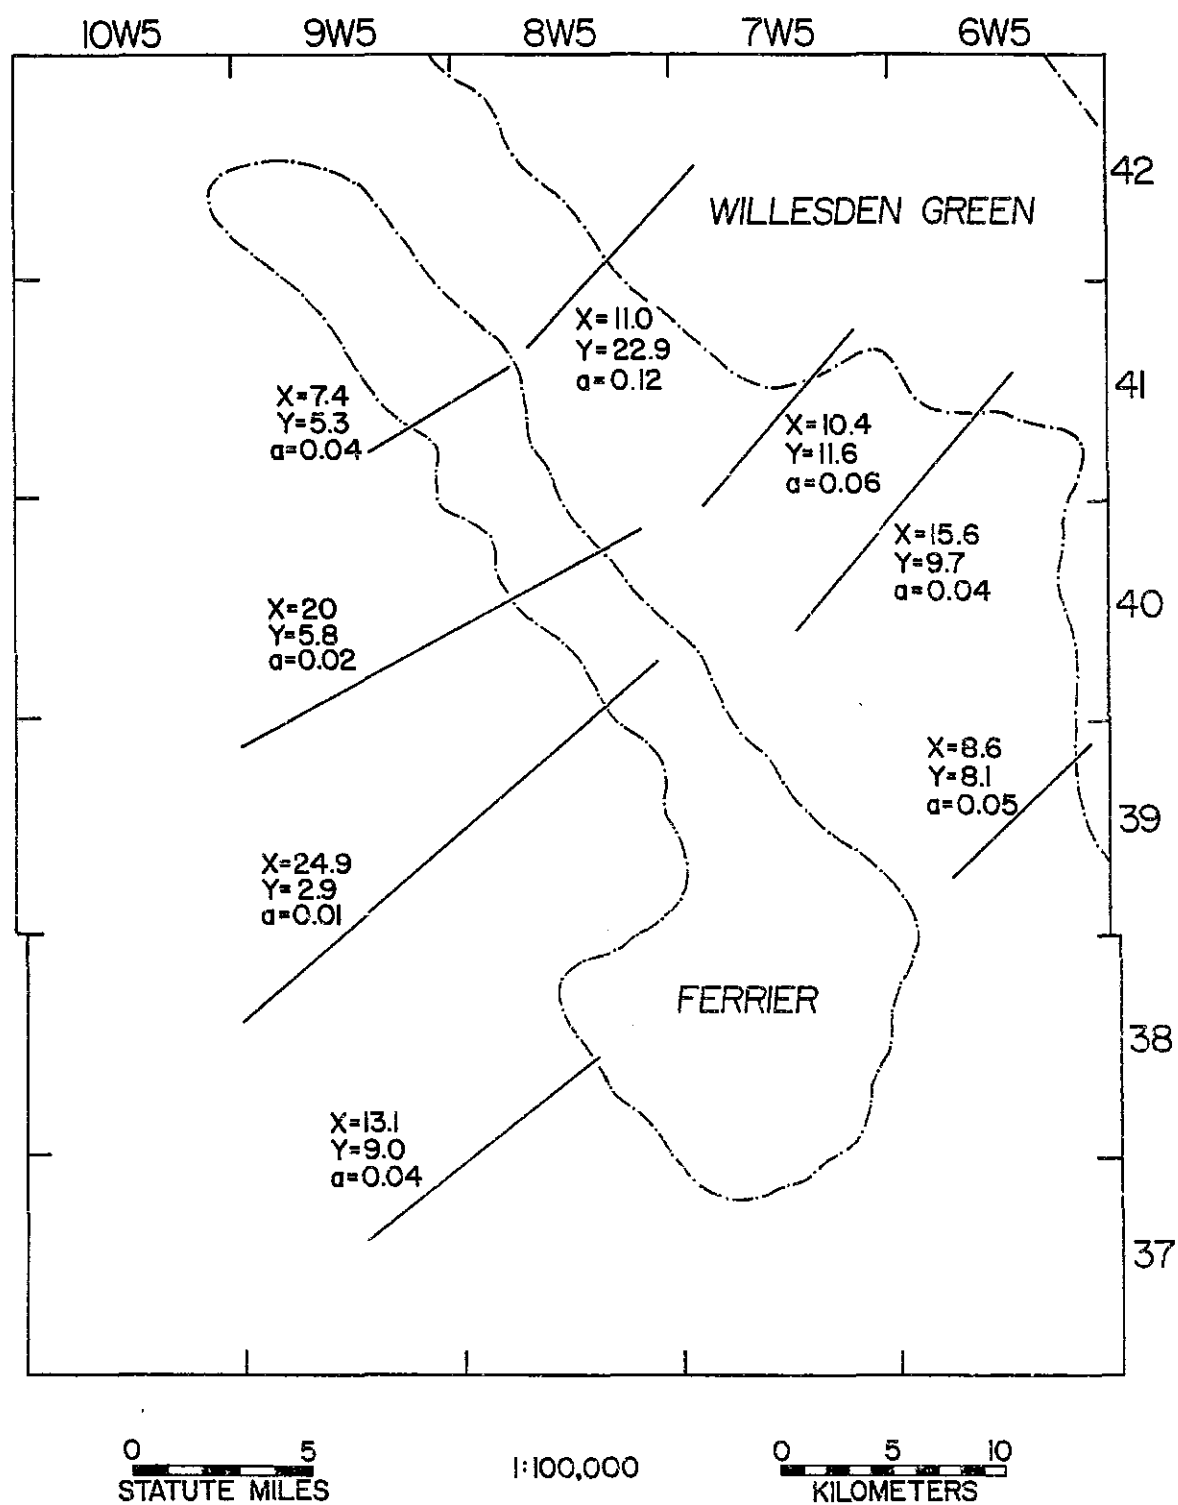 10W5 9W5 8W5 7W5 6W5
42
WILLESDEN GREEN
X=11.0
Y=22.9
a=0.12
41
X=7.4
Y=5.3
a=0.04
X=10.4
Y=11.6
a=0.06
X=15.6
Y=9.7
a=0.04
40
X=20
Y=5.8
a=0.02
X=8.6
Y=8.1
a=0.05
39
X=24.9
Y=2.9
a=0.01
FERRIER
38
X=13.1
Y=9.0
a=0.04
37
0 5
STATUTE MILES
1:100,000
0 5 10
KILOMETERS